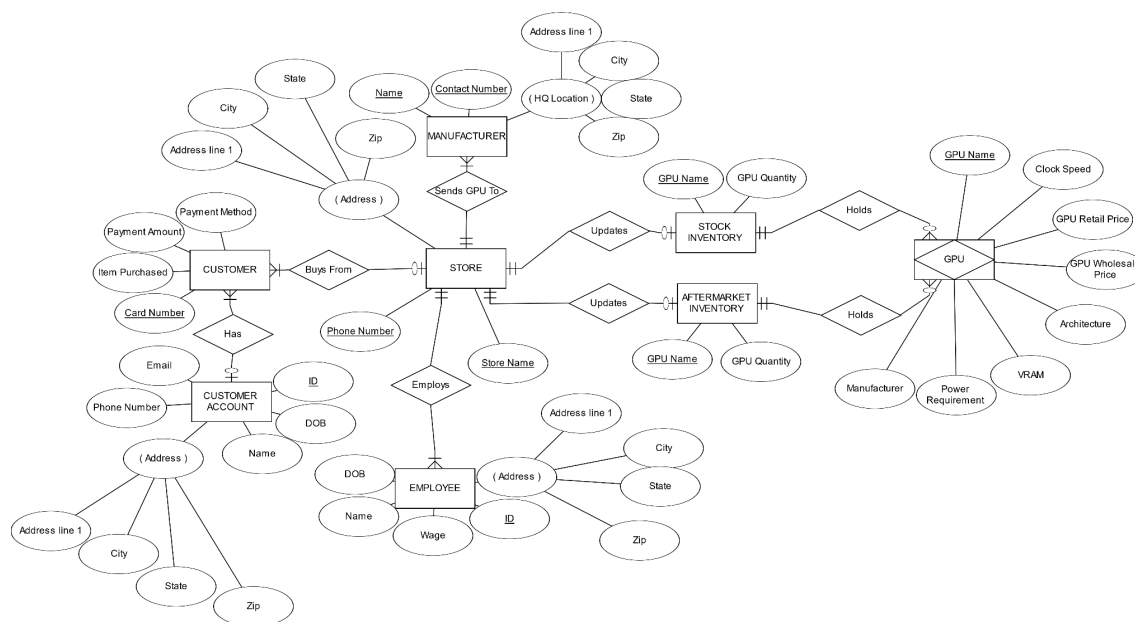 Address line 1
City
( HQ Location )
State
Zip
Name
Contact Number
MANUFACTURER
State
City
Zip
Address line 1
( Address )
Sends GPU To
Payment Method
Payment Amount
Item Purchased
Card Number
CUSTOMER
Buys From
STORE
Phone Number
Store Name
Updates
GPU Name
GPU Quantity
STOCK
INVENTORY
Holds
Updates
AFTERMARKET
INVENTORY
GPU Name
GPU Quantity
Holds
GPU Name
Clock Speed
GPU Retail Price
GPU Wholesal
Price
Architecture
VRAM
Power
Requirement
Manufacturer
GPU
Has
Email
Phone Number
CUSTOMER
ACCOUNT
ID
DOB
Name
( Address )
Address line 1
City
State
Zip
Employs
DOB
Name
Wage
ID
EMPLOYEE
( Address )
Address line 1
City
State
Zip